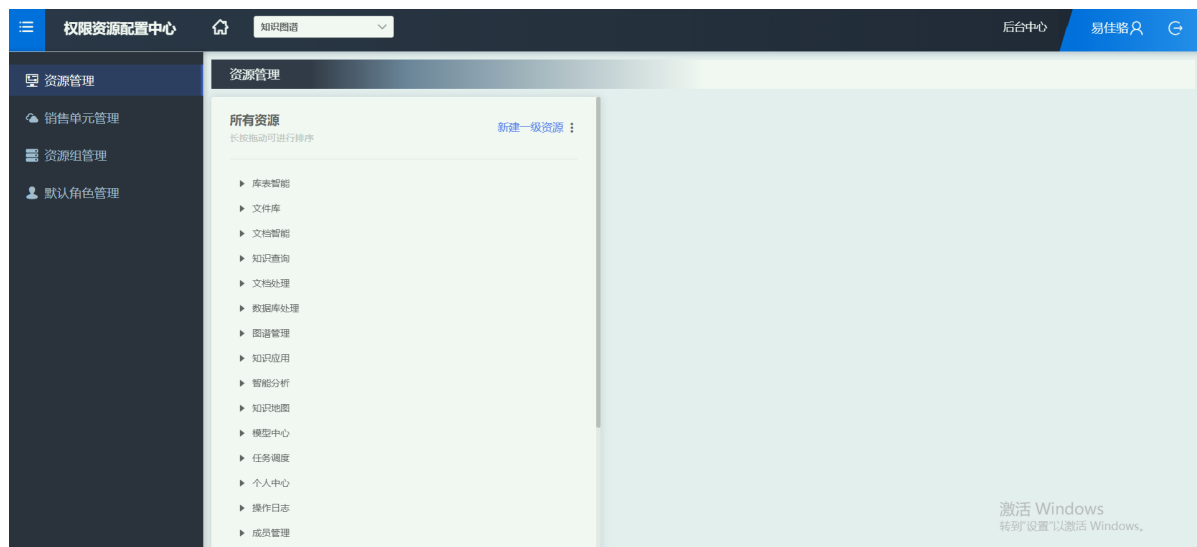 权限资源配置中心
知识图谱
后台中心
易佳骆
资源管理
销售单元管理
资源组管理
默认角色管理
资源管理
所有资源
长按拖动可进行排序
新建一级资源
库表智能
文件库
文档智能
知识查询
文档处理
数据库处理
图谱管理
知识应用
智能分析
知识地图
模型中心
任务调度
个人中心
操作日志
成员管理
激活 Windows
转到"设置"以激活 Windows。